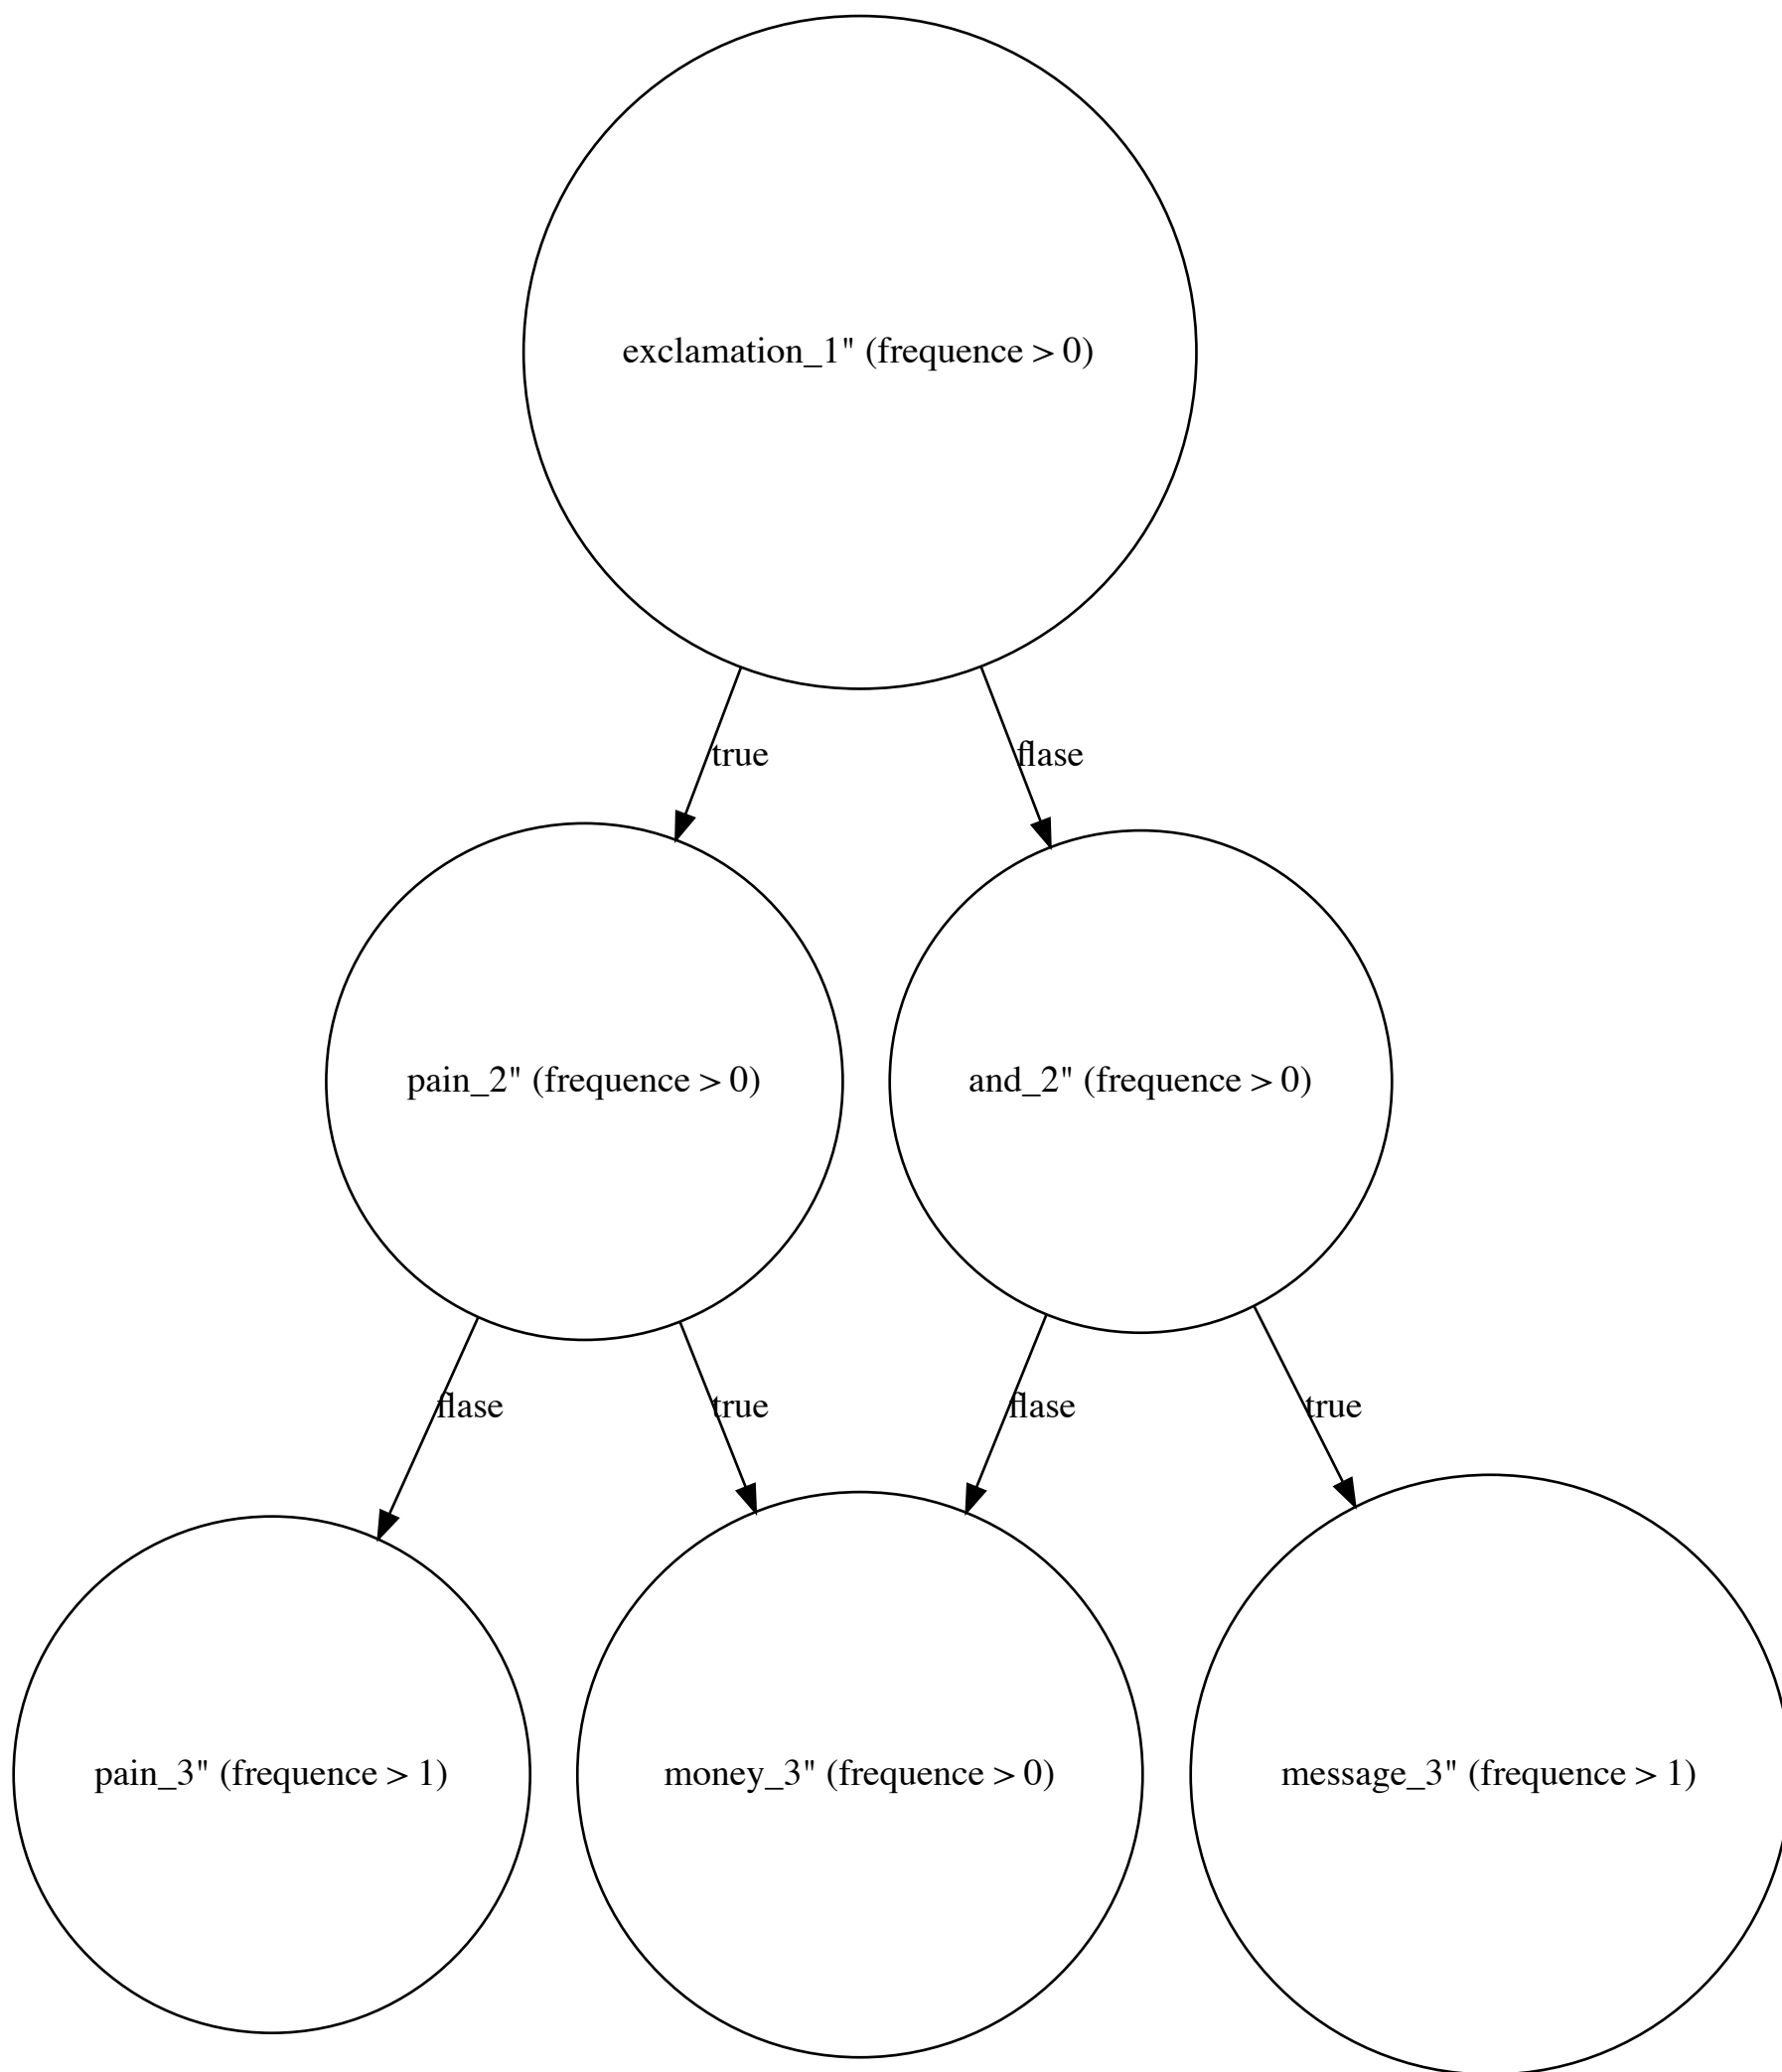 exclamation_1" (frequence > 0)
true
flase
pain_2" (frequence > 0)
and_2" (frequence > 0)
flase
true
flase
true
pain_3" (frequence > 1)
money_3" (frequence > 0)
message_3" (frequence > 1)